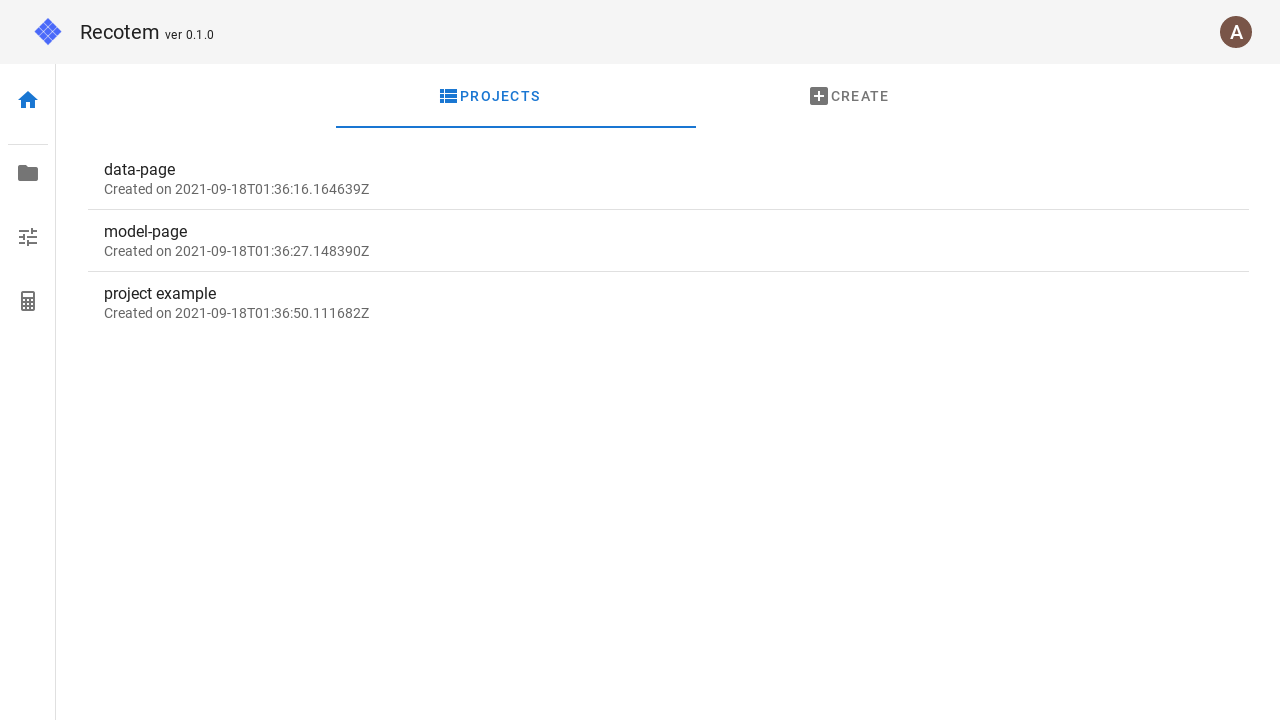 Recotem ver 0.1.0
A
PROJECTS
CREATE
data-page
Created on 2021-09-18T01:36:16.164639Z
model-page
Created on 2021-09-18T01:36:27.148390Z
project example
Created on 2021-09-18T01:36:50.111682Z